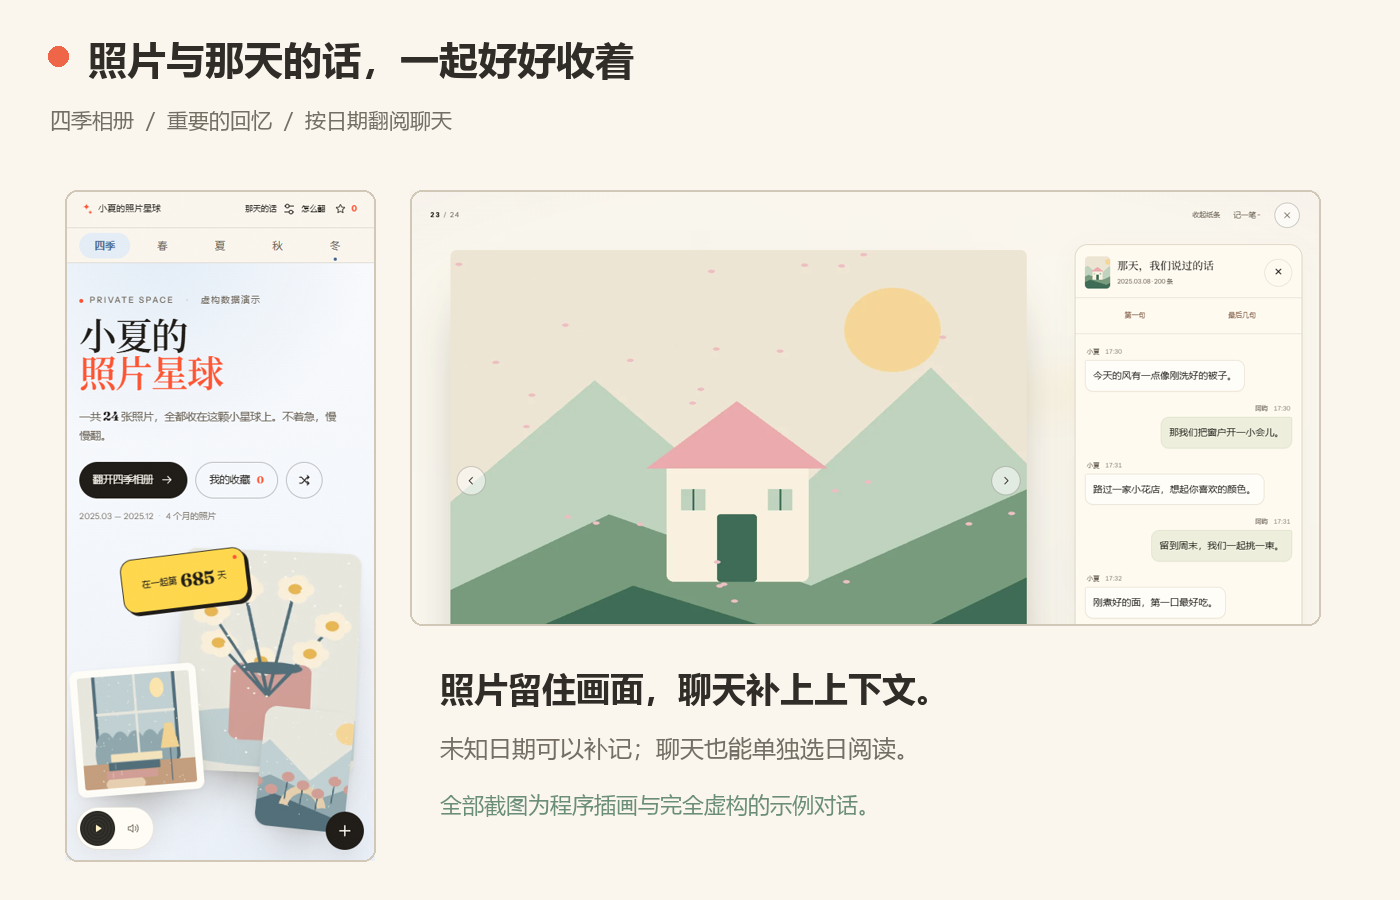 照片与那天的话，一起好好收着
四季相册 / 重要的回忆 / 按日期翻阅聊天
小夏的照片星球
那天的话
怎么翻
0
四季
春
夏
秋
冬
PRIVATE SPACE · 虚构数据演示
小夏的
照片星球
一共 24 张照片，全都收在这颗小星球上。不着急，慢
慢翻。
翻开四季相册 →
我的收藏 0
2025.03 — 2025.12 · 4 个月的照片
在一起第 685 天
23 / 24
收起纸条
记一笔
那天，我们说过的话
2025.03.08 · 200 条
第一句
最后几句
小夏 17:30
今天的风有一点像刚洗好的被子。
17:30
那我们把窗户开一小会儿。
小夏 17:31
路过一家小花店，想起你喜欢的颜色。
17:31
留到周末，我们一起挑一束。
小夏 17:32
刚煮好的面，第一口最好吃。
照片留住画面，聊天补上上下文。
未知日期可以补记；聊天也能单独选日阅读。
全部截图为程序插画与完全虚构的示例对话。